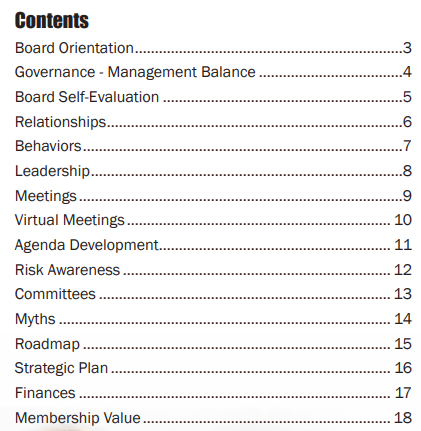 Contents
Board Orientation..............................................................3
Governance - Management Balance .................................4
Board Self-Evaluation ........................................................5
Relationships.....................................................................6
Behaviors...........................................................................7
Leadership.........................................................................8
Meetings............................................................................9
Virtual Meetings.............................................................. 10
Agenda Development...................................................... 11
Risk Awareness ............................................................... 12
Committees ..................................................................... 13
Myths ............................................................................... 14
Roadmap ......................................................................... 15
Strategic Plan .................................................................. 16
Finances .......................................................................... 17
Membership Value........................................................... 18